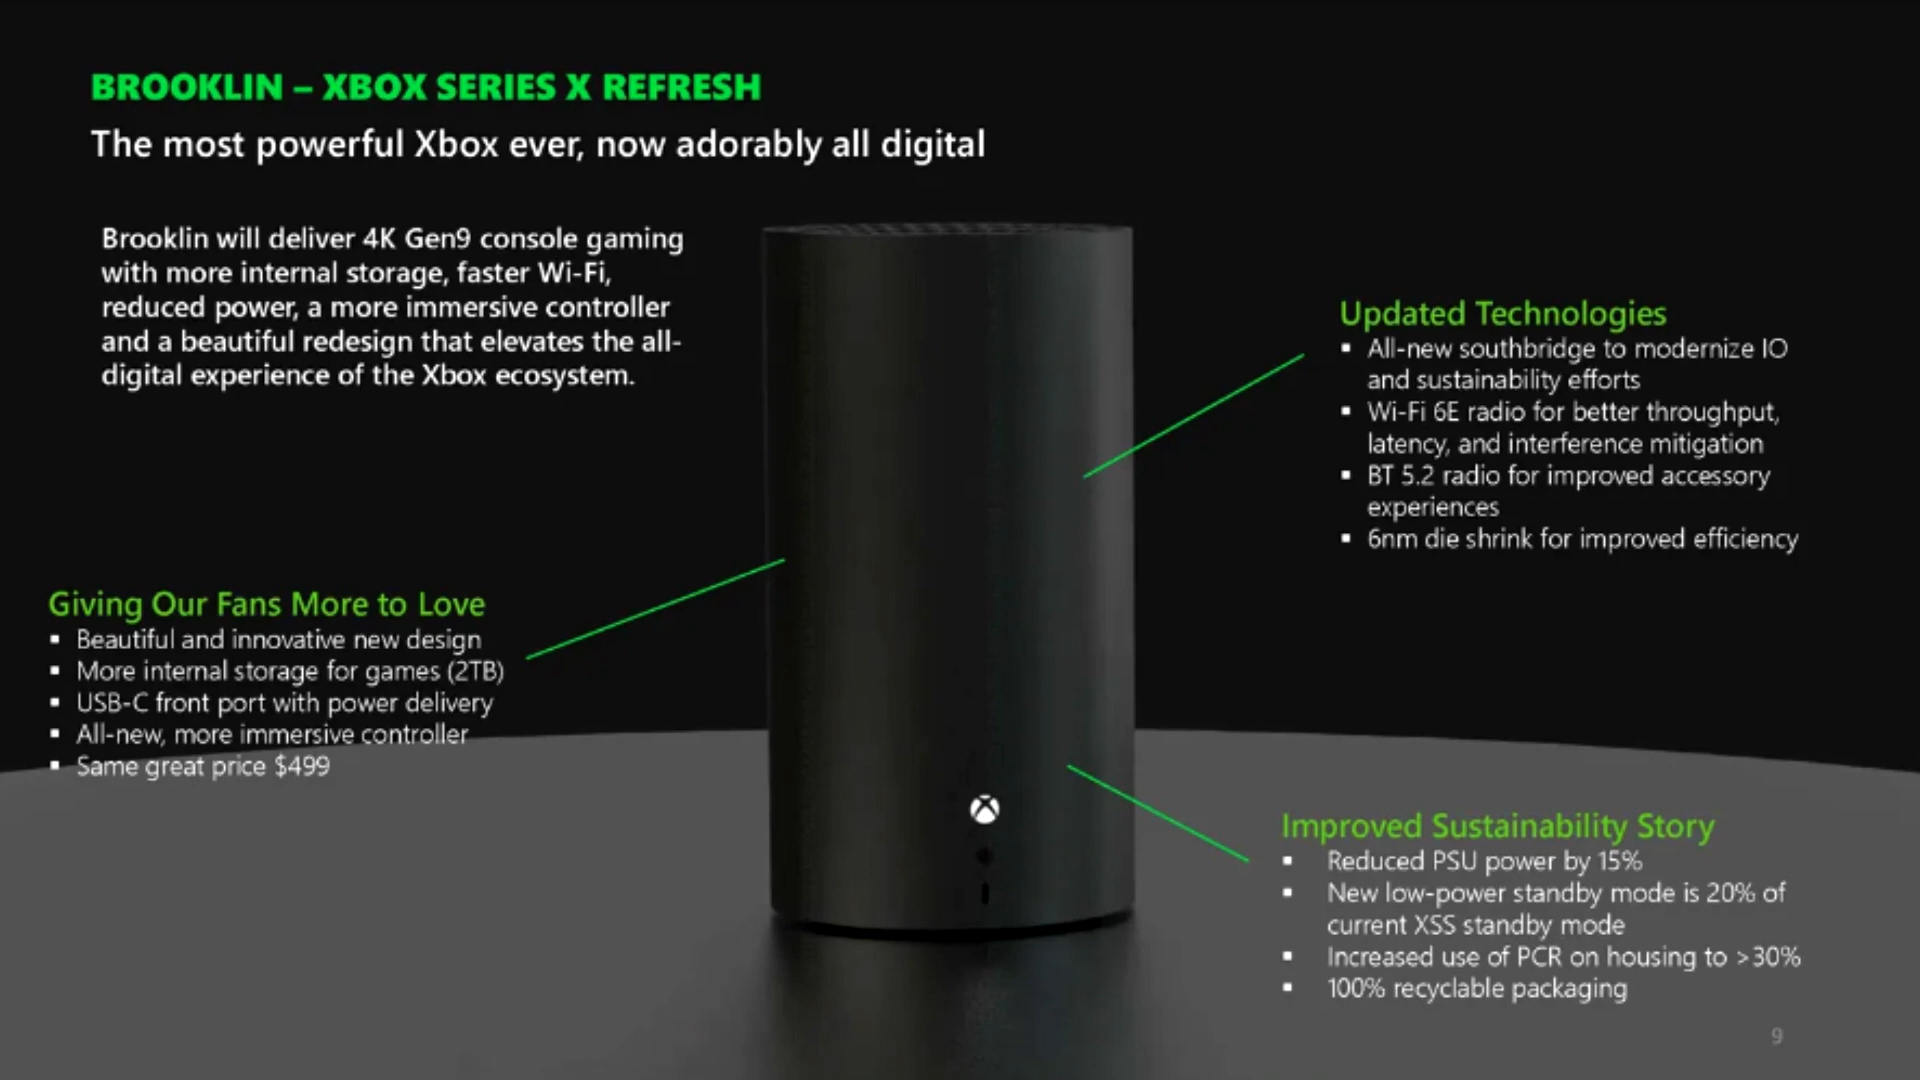 BROOKLIN – XBOX SERIES X REFRESH
The most powerful Xbox ever, now adorably all digital
Brooklin will deliver 4K Gen9 console gaming
with more internal storage, faster Wi-Fi,
reduced power, a more immersive controller
and a beautiful redesign that elevates the all-
digital experience of the Xbox ecosystem.
Giving Our Fans More to Love
▪ Beautiful and innovative new design
▪ More internal storage for games (2TB)
▪ USB-C front port with power delivery
▪ All-new, more immersive controller
▪ Same great price $499
Updated Technologies
▪ All-new southbridge to modernize IO
and sustainability efforts
▪ Wi-Fi 6E radio for better throughput,
latency, and interference mitigation
▪ BT 5.2 radio for improved accessory
experiences
▪ 6nm die shrink for improved efficiency
Improved Sustainability Story
▪ Reduced PSU power by 15%
▪ New low-power standby mode is 20% of
current XSS standby mode
▪ Increased use of PCR on housing to >30%
▪ 100% recyclable packaging
9